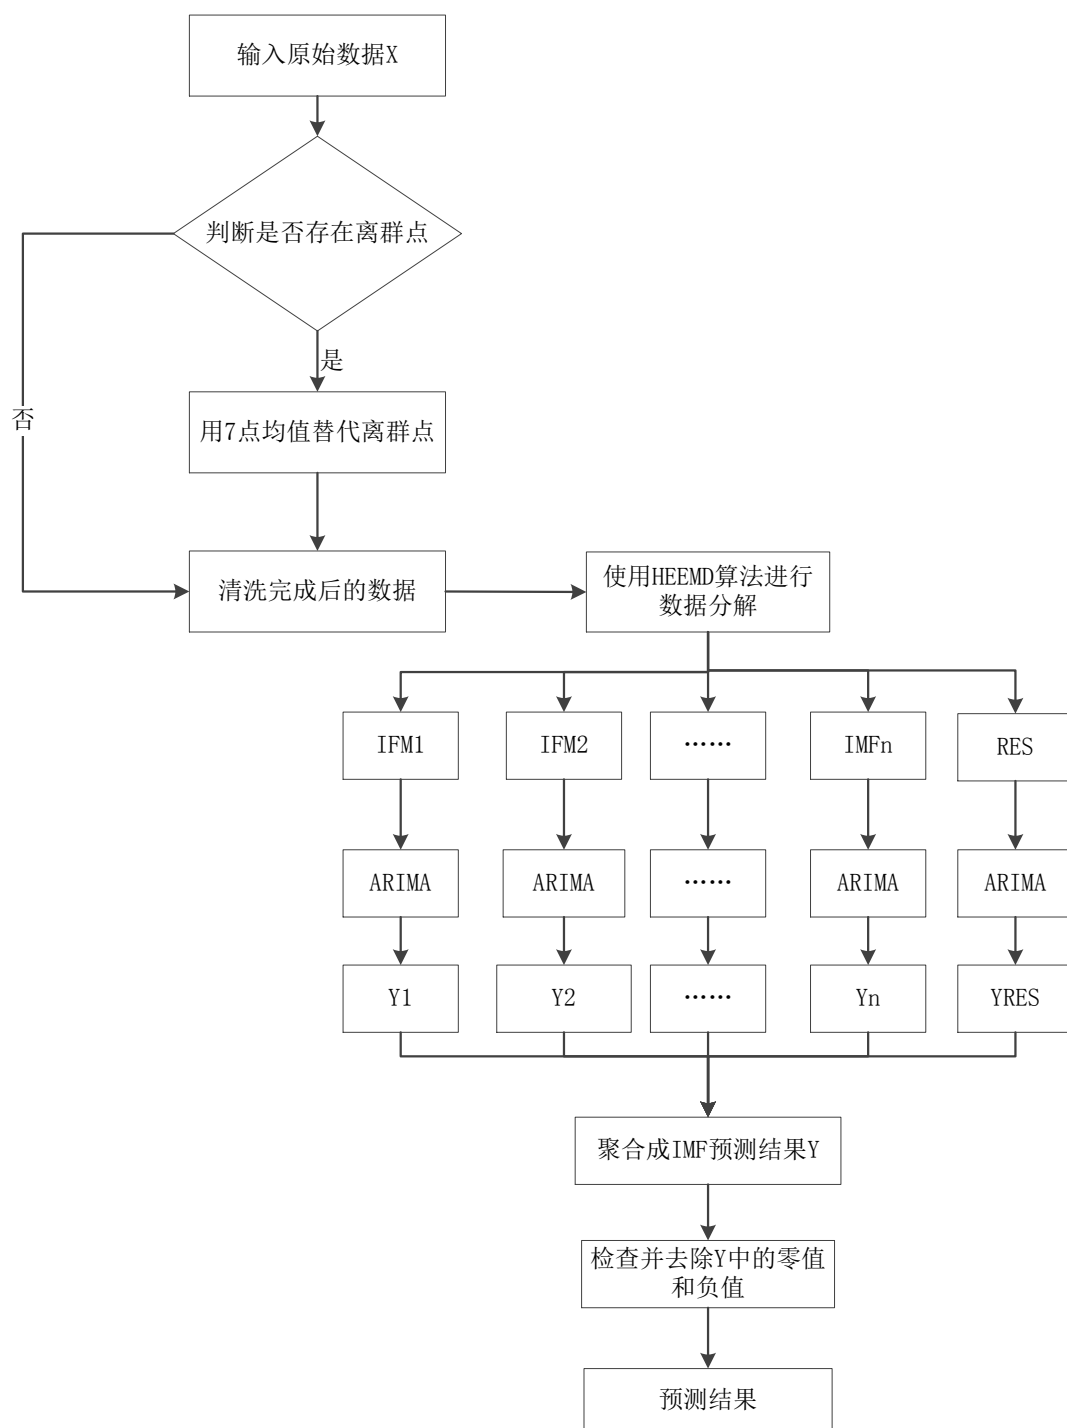 输入原始数据X
判断是否存在离群点
是
否
用7点均值替代离群点
清洗完成后的数据
使用HEEMD算法进行
数据分解
IFM1
IFM2
……
IMFn
RES
ARIMA
ARIMA
……
ARIMA
ARIMA
Y1
Y2
……
Yn
YRES
聚合成IMF预测结果Y
检查并去除Y中的零值
和负值
预测结果